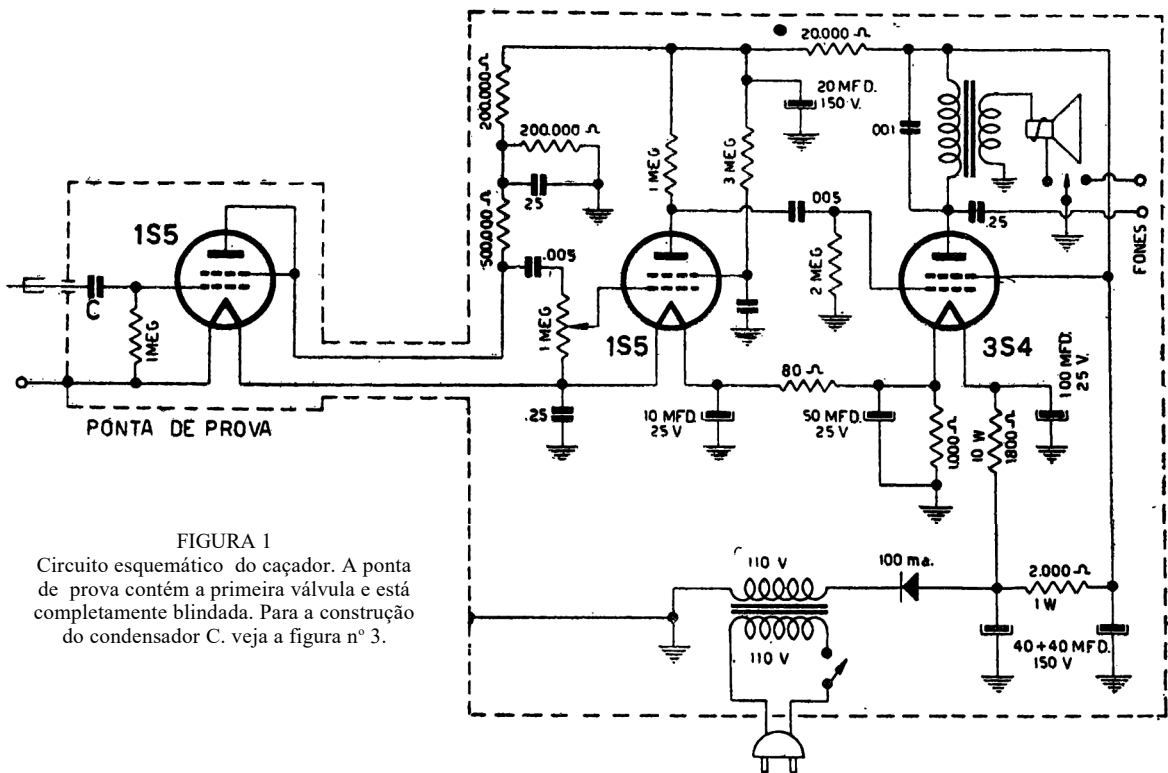 20.000 Ω
200.000 Ω
20 MFD.
150 V.
200.000 Ω
.001
1 MEG
3 MEG
.25
.005
500.000 Ω
1S5
.005
.25
FONES
2 MEG
C
1 MEG
1 MEG
1S5
3S4
80 Ω
100 MFD.
25 V.
PONTA DE PROVA
.25
10 MFD.
25 V
50 MFD.
25 V
1.000 Ω
10 W
1.800 Ω
FIGURA 1
Circuito esquemático do caçador. A ponta
de prova contém a primeira válvula e está
completamente blindada. Para a construção
do condensador C. veja a figura nº 3.
110 V
100 ma.
2.000 Ω
1 W
110 V
40+40 MFD.
150 V